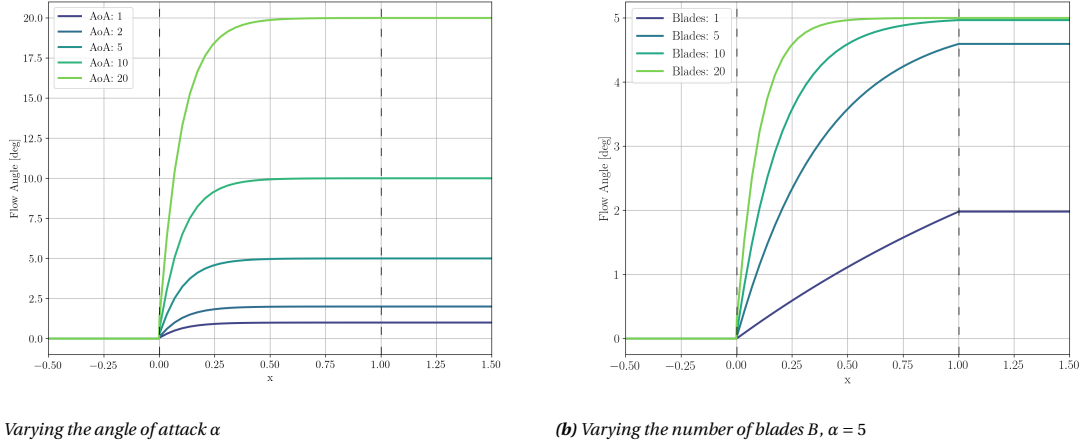 AoA: 1
AoA: 2
AoA: 5
AoA: 10
AoA: 20
20.0
17.5
15.0
12.5
10.0
7.5
5.0
2.5
0.0
Flow Angle [deg]
−0.50 −0.25 0.00 0.25 0.50 0.75 1.00 1.25 1.50
x
Varying the angle of attack α
Blades: 1
Blades: 5
Blades: 10
Blades: 20
5
4
3
2
1
0
Flow Angle [deg]
−0.50 −0.25 0.00 0.25 0.50 0.75 1.00 1.25 1.50
x
(b) Varying the number of blades B, α = 5